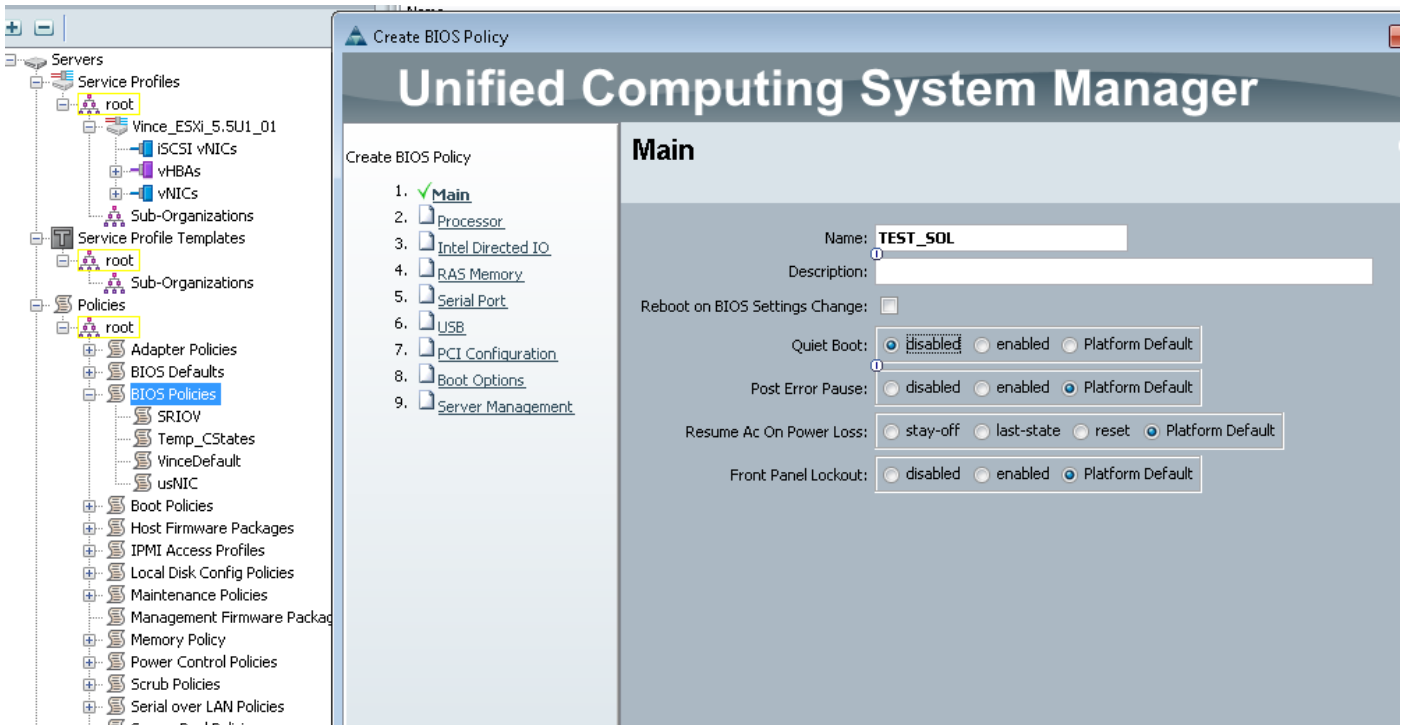 Servers
Service Profiles
root
Vince_ESXi_5.5U1_01
iSCSI vNICs
vHBAs
vNICs
Sub-Organizations
Service Profile Templates
root
Sub-Organizations
Policies
root
Adapter Policies
BIOS Defaults
BIOS Policies
SRIOV
Temp_CStates
VinceDefault
usNIC
Boot Policies
Host Firmware Packages
IPMI Access Profiles
Local Disk Config Policies
Maintenance Policies
Management Firmware Packag
Memory Policy
Power Control Policies
Scrub Policies
Serial over LAN Policies
Create BIOS Policy
Unified Computing System Manager
Create BIOS Policy
1. Main
2. Processor
3. Intel Directed IO
4. RAS Memory
5. Serial Port
6. USB
7. PCI Configuration
8. Boot Options
9. Server Management
Main
Name: TEST_SOL
Description:
Reboot on BIOS Settings Change:
Quiet Boot: disabled enabled Platform Default
Post Error Pause: disabled enabled Platform Default
Resume Ac On Power Loss: stay-off last-state reset Platform Default
Front Panel Lockout: disabled enabled Platform Default